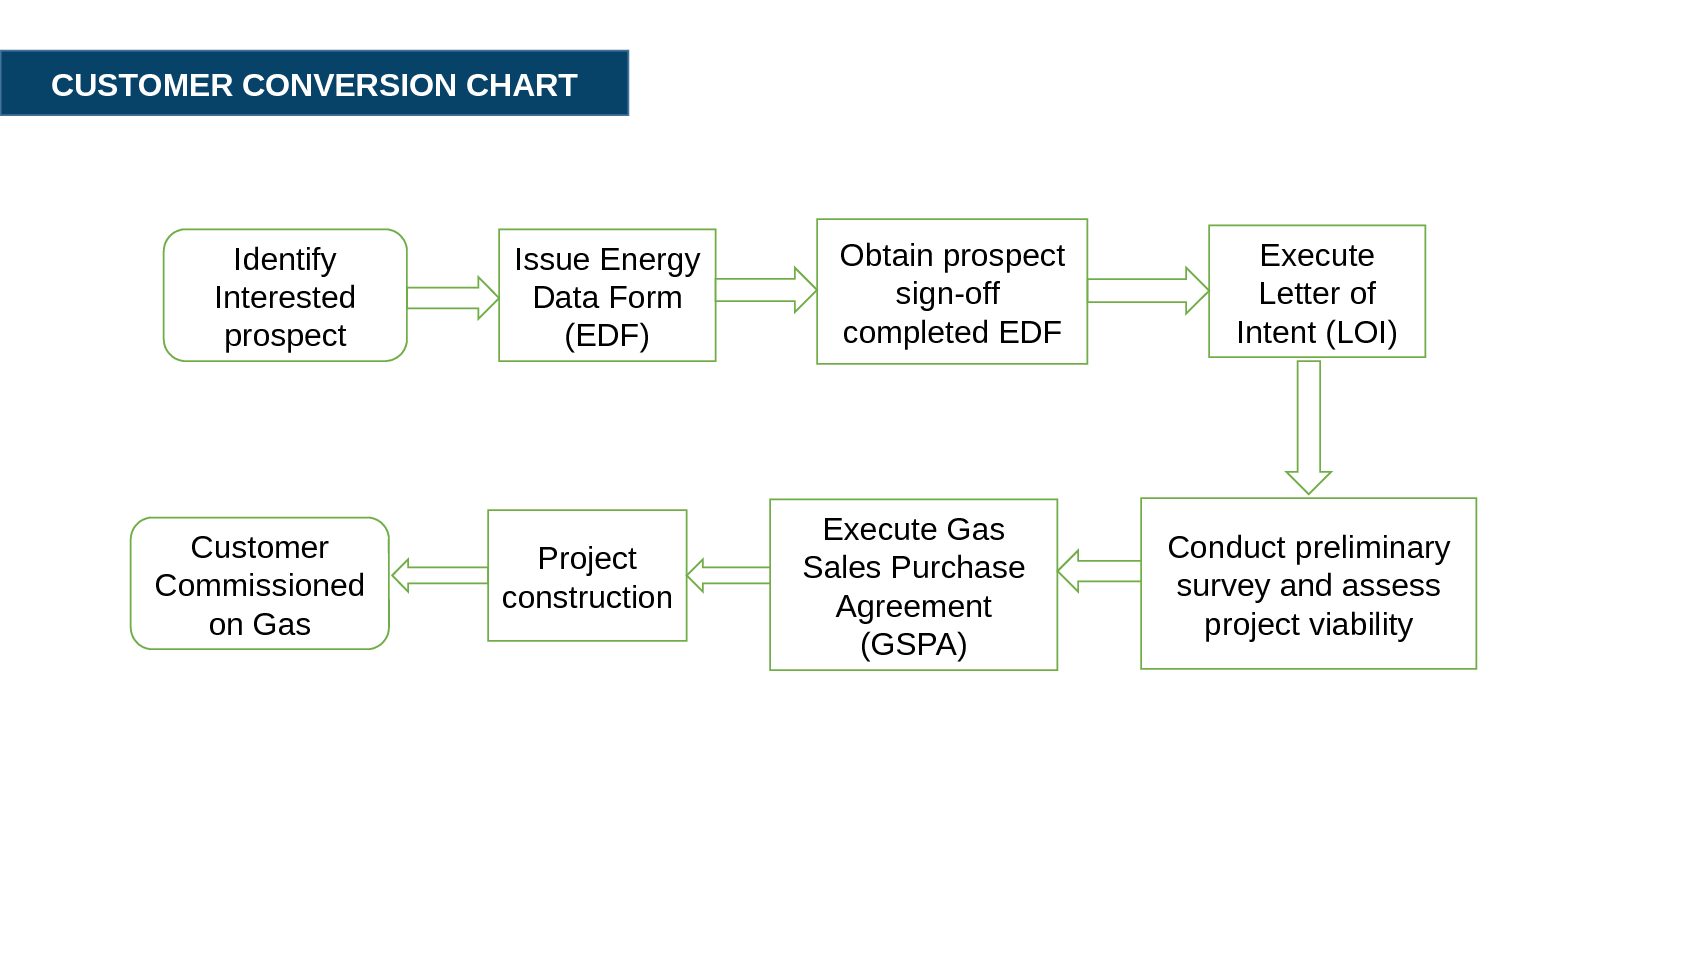 CUSTOMER CONVERSION CHART
Identify
Interested
prospect
Issue Energy
Data Form
(EDF)
Obtain prospect
sign-off
completed EDF
Execute
Letter of
Intent (LOI)
Conduct preliminary
survey and assess
project viability
Execute Gas
Sales Purchase
Agreement
(GSPA)
Project
construction
Customer
Commissioned
on Gas